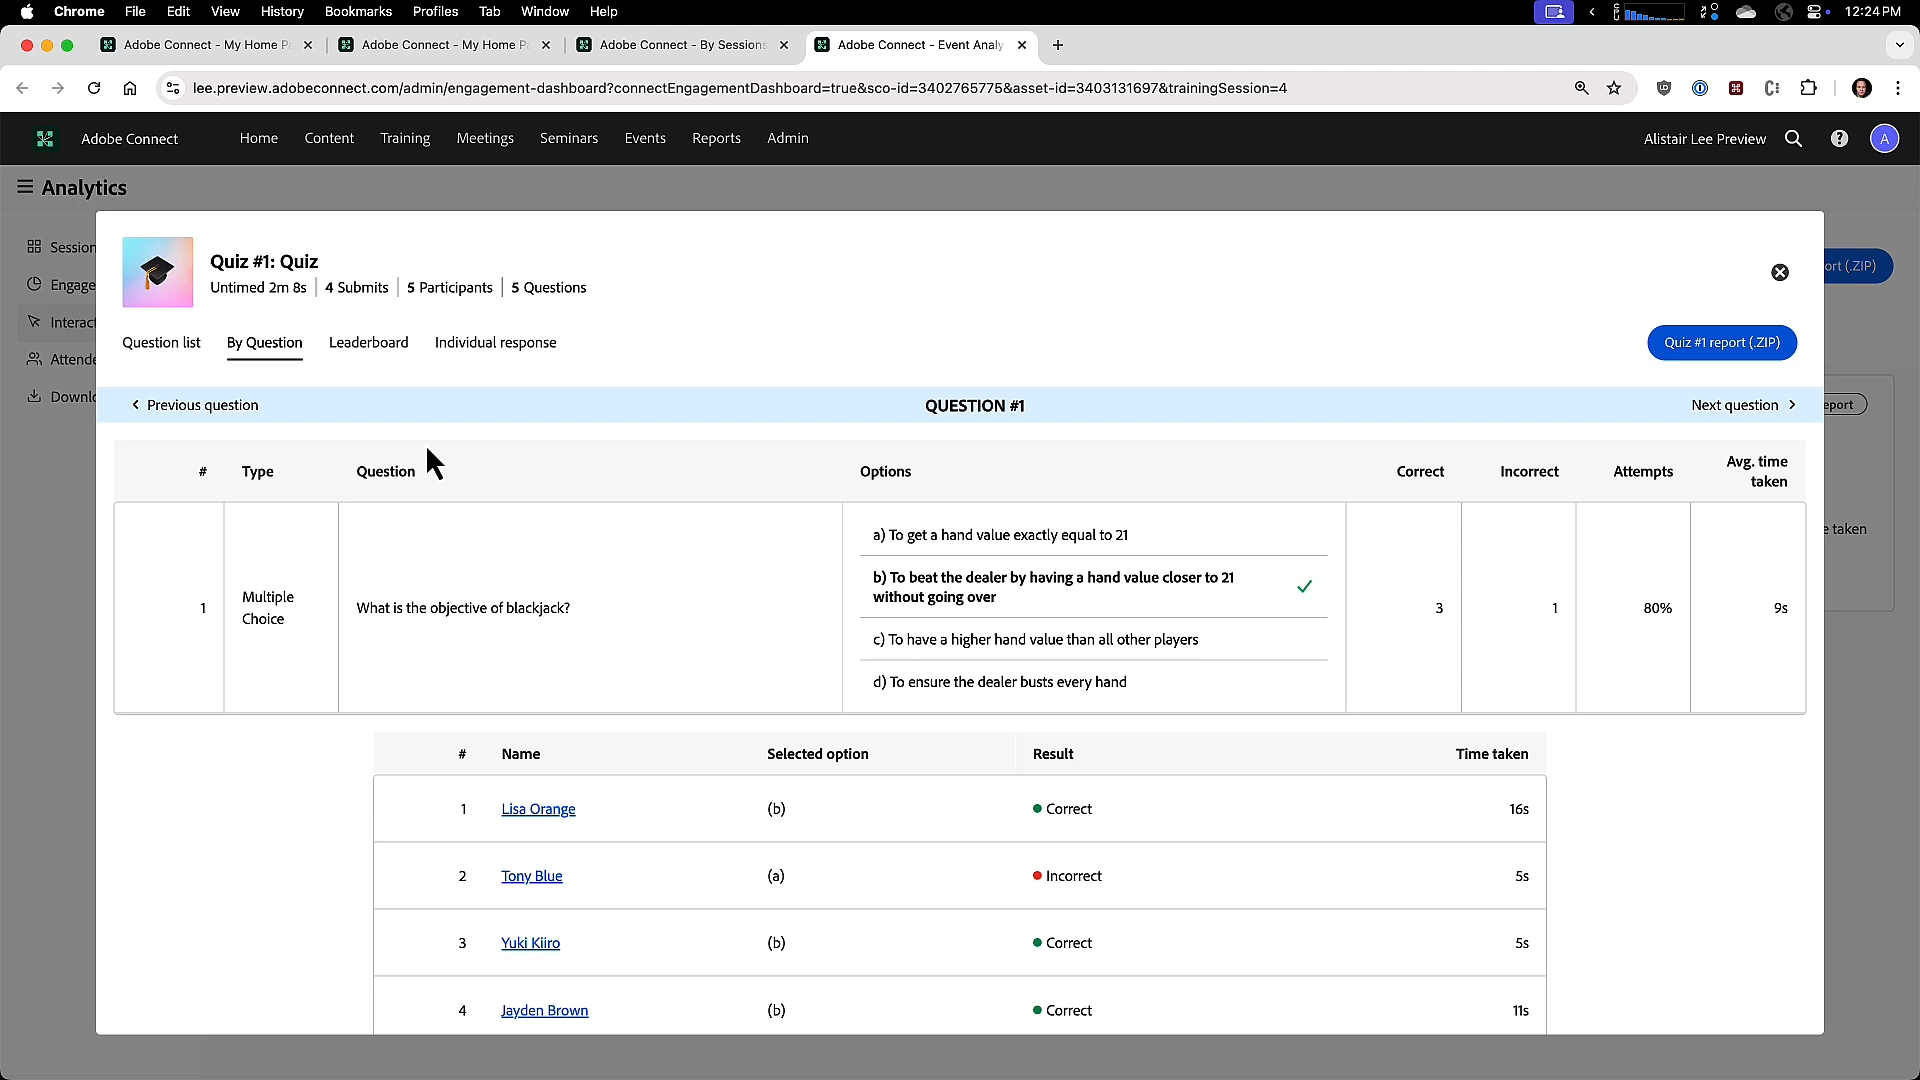 Chrome File Edit View History Bookmarks Profiles Tab Window Help 12:24 PM
Adobe Connect - My Home P
Adobe Connect - My Home P
Adobe Connect - By Sessions
Adobe Connect - Event Analy
lee.preview.adobeconnect.com/admin/engagement-dashboard?connectEngagementDashboard=true&sco-id=3402765775&asset-id=3403131697&trainingSession=4
Adobe Connect Home Content Training Meetings Seminars Events Reports Admin Alistair Lee Preview A
Analytics
Session
Engage
Interact
Attende
Downlo
ort (.ZIP)
eport
e taken
Quiz #1: Quiz
Untimed 2m 8s 4 Submits 5 Participants 5 Questions
Question list By Question Leaderboard Individual response Quiz #1 report (.ZIP)
Previous question QUESTION #1 Next question
# Type Question Options Correct Incorrect Attempts Avg. time taken
1 Multiple Choice What is the objective of blackjack?
a) To get a hand value exactly equal to 21
b) To beat the dealer by having a hand value closer to 21
without going over
c) To have a higher hand value than all other players
d) To ensure the dealer busts every hand
3 1 80% 9s
# Name Selected option Result Time taken
1 Lisa Orange (b) Correct 16s
2 Tony Blue (a) Incorrect 5s
3 Yuki Kiiro (b) Correct 5s
4 Jayden Brown (b) Correct 11s